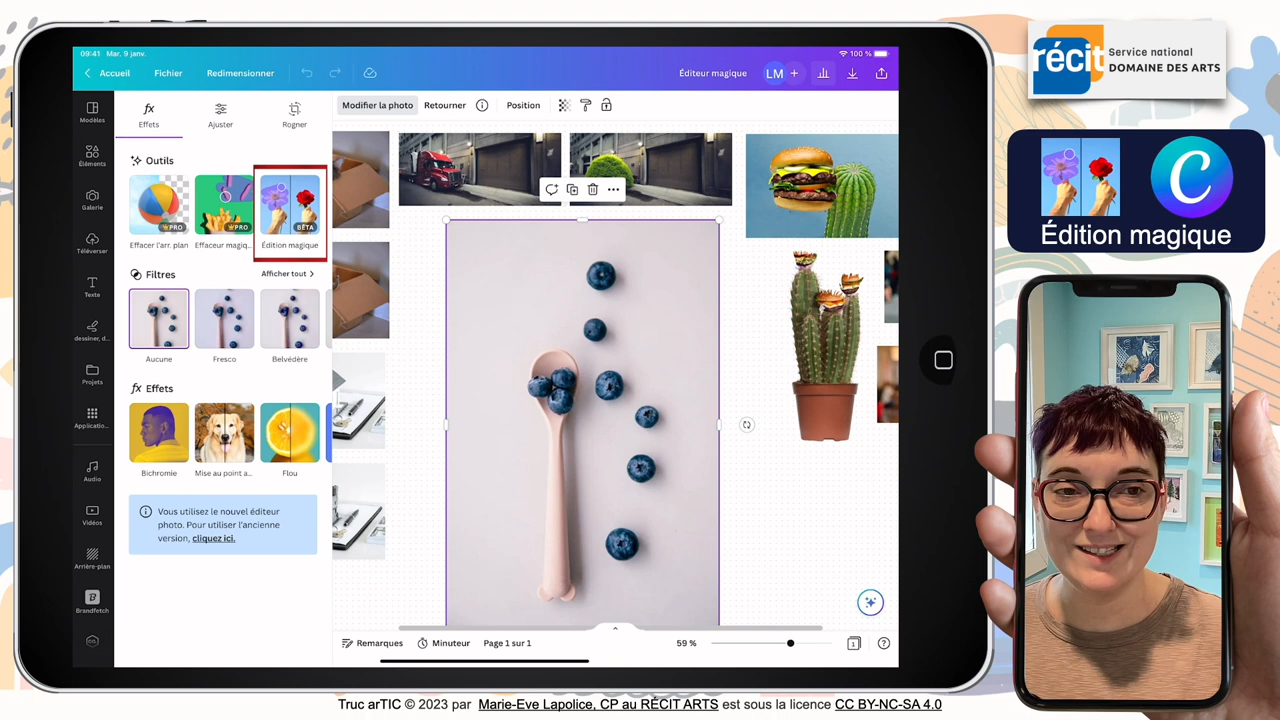 09:41 Mar. 9 janv.
100 %
Accueil
Fichier
Redimensionner
Éditeur magique
LM
+
Modifier la photo
Retourner
Position
Modèles
Éléments
Galerie
Téléverser
Texte
dessiner, d...
Projets
Applicatio...
Audio
Vidéos
Arrière-plan
Brandfetch
fx
Effets
Ajuster
Rogner
Outils
PRO
PRO
BÊTA
Effacer l'arr. plan
Effaceur magiq...
Édition magique
Filtres
Afficher tout
Aucune
Fresco
Belvédère
fx Effets
Bichromie
Mise au point a...
Flou
Vous utilisez le nouvel éditeur
photo. Pour utiliser l'ancienne
version, cliquez ici.
Remarques
Minuteur
Page 1 sur 1
59 %
1
?
récit
Service national
DOMAINE DES ARTS
C
Édition magique
Truc arTIC © 2023 par Marie-Eve Lapolice, CP au RÉCIT ARTS est sous la licence CC BY-NC-SA 4.0